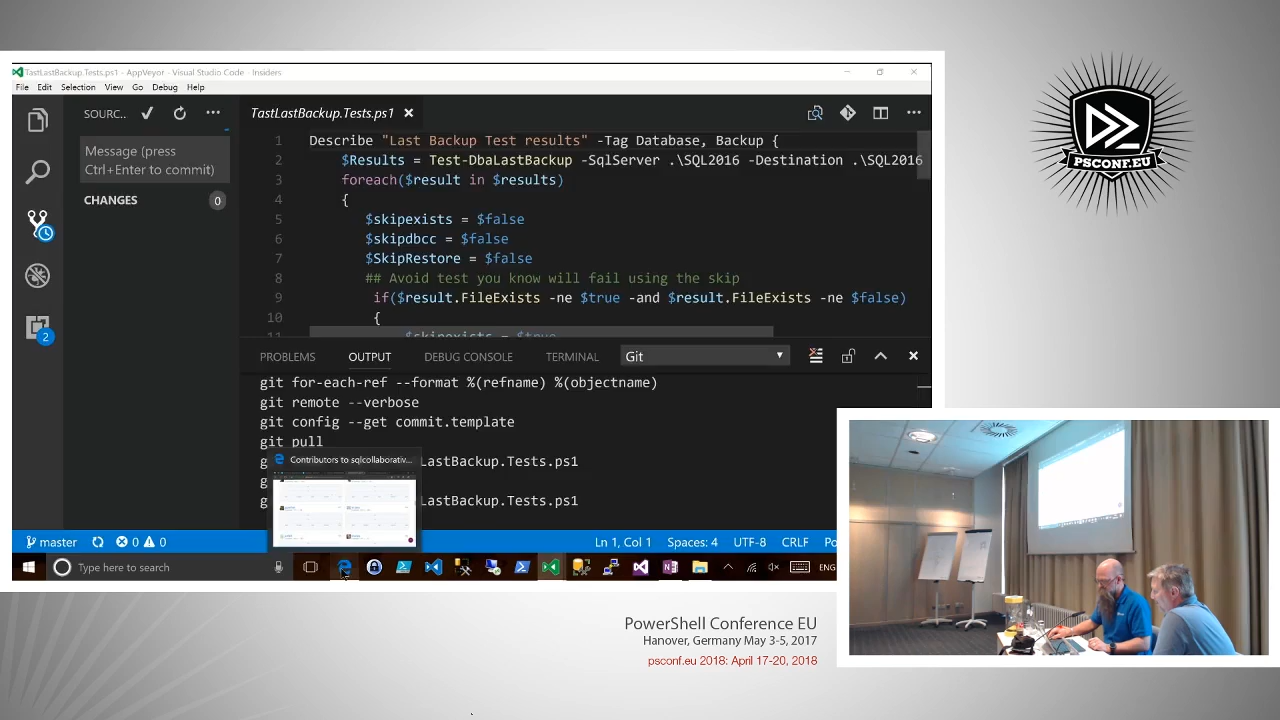 TastLastBackup.Tests.ps1 - AppVeyor - Visual Studio Code - Insiders
File Edit Selection View Go Debug Help
SOURC..
TastLastBackup.Tests.ps1
Message (press
Ctrl+Enter to commit)
CHANGES 0
1 Describe "Last Backup Test results" -Tag Database, Backup {
2 $Results = Test-DbaLastBackup -SqlServer .\SQL2016 -Destination .\SQL2016
3 foreach($result in $results)
4 {
5 $skipexists = $false
6 $skipdbcc = $false
7 $SkipRestore = $false
8 ## Avoid test you know will fail using the skip
9 if($result.FileExists -ne $true -and $result.FileExists -ne $false)
10 {
11 $skipexists = $true
2
PROBLEMS OUTPUT DEBUG CONSOLE TERMINAL Git
git for-each-ref --format %(refname) %(objectname)
git remote --verbose
git config --get commit.template
git pull
g
LastBackup.Tests.ps1
g
g
LastBackup.Tests.ps1
Contributors to sqlcollaborativ...
master 0 0 Ln 1, Col 1 Spaces: 4 UTF-8 CRLF Po
Type here to search
ENG
PSCONF.EU
PowerShell Conference EU
Hanover, Germany May 3-5, 2017
psconf.eu 2018: April 17-20, 2018